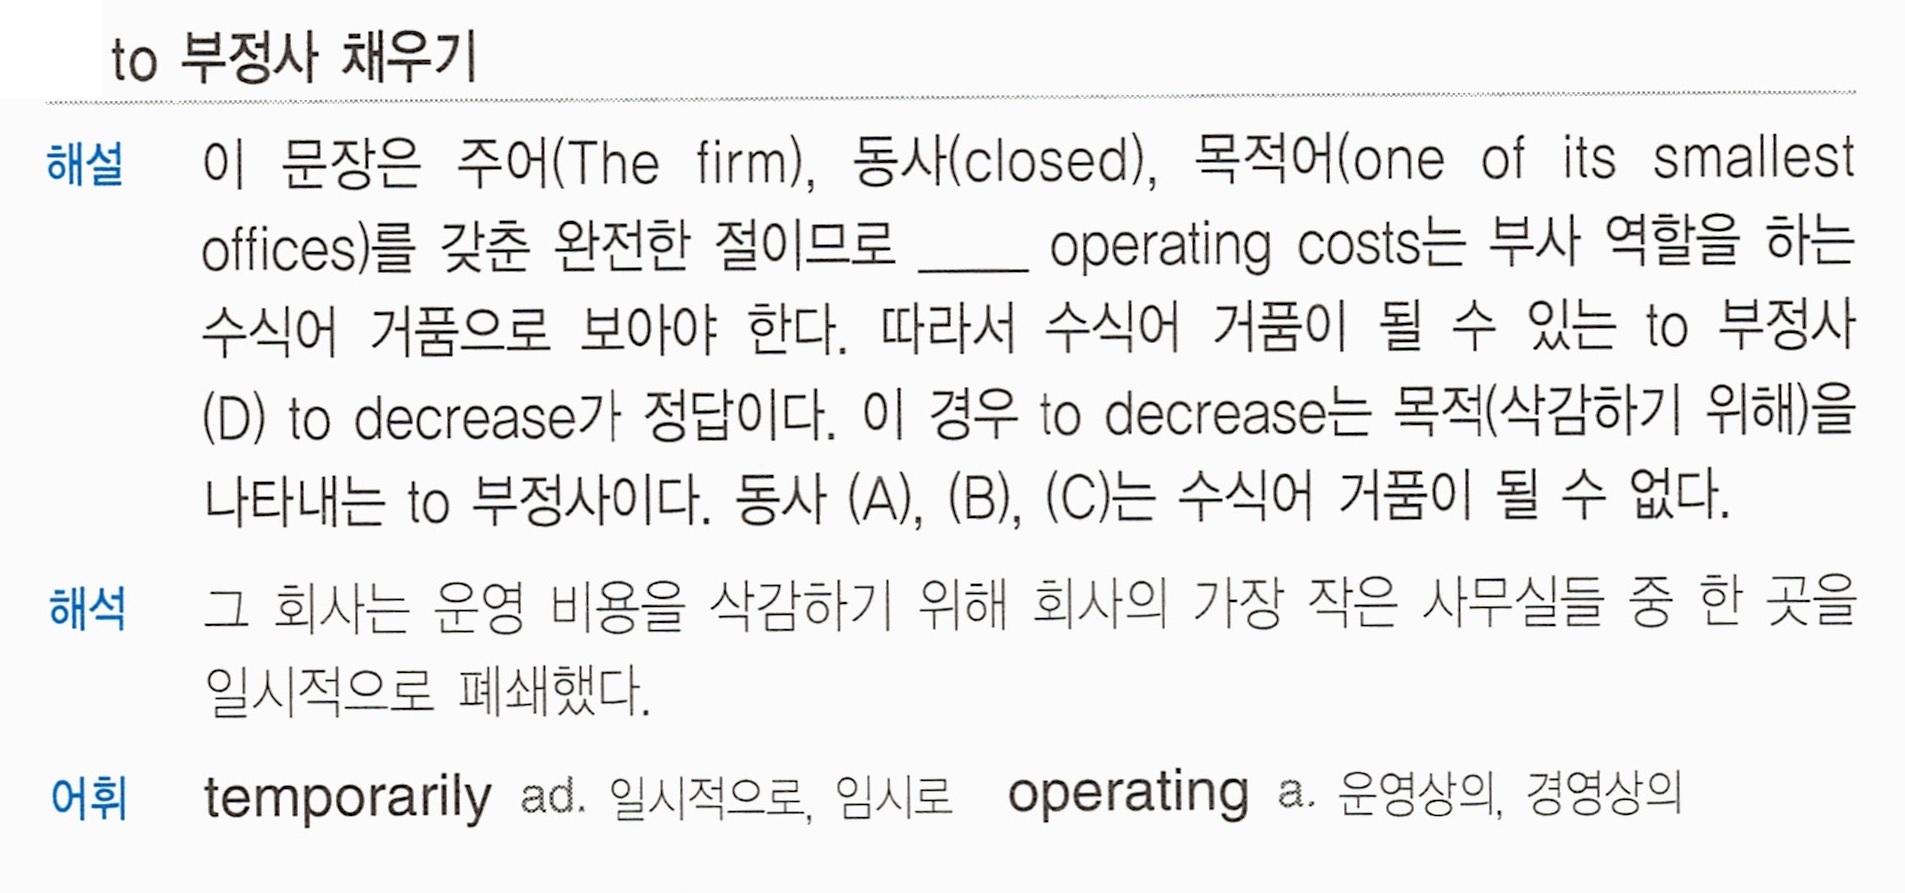 to 부정사 채우기
해설 이 문장은 주어(The firm), 동사(closed), 목적어(one of its smallest
offices)를 갖춘 완전한 절이므로 ____ operating costs는 부사 역할을 하는
수식어 거품으로 보아야 한다. 따라서 수식어 거품이 될 수 있는 to 부정사
(D) to decrease가 정답이다. 이 경우 to decrease는 목적(삭감하기 위해)을
나타내는 to 부정사이다. 동사 (A), (B), (C)는 수식어 거품이 될 수 없다.
해석 그 회사는 운영 비용을 삭감하기 위해 회사의 가장 작은 사무실들 중 한 곳을
일시적으로 폐쇄했다.
어휘 temporarily ad. 일시적으로, 임시로 operating a. 운영상의, 경영상의